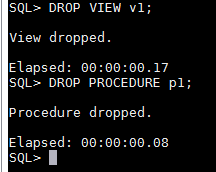 SQL> DROP VIEW v1;
View dropped.
Elapsed: 00:00:00.17
SQL> DROP PROCEDURE p1;
Procedure dropped.
Elapsed: 00:00:00.08
SQL>